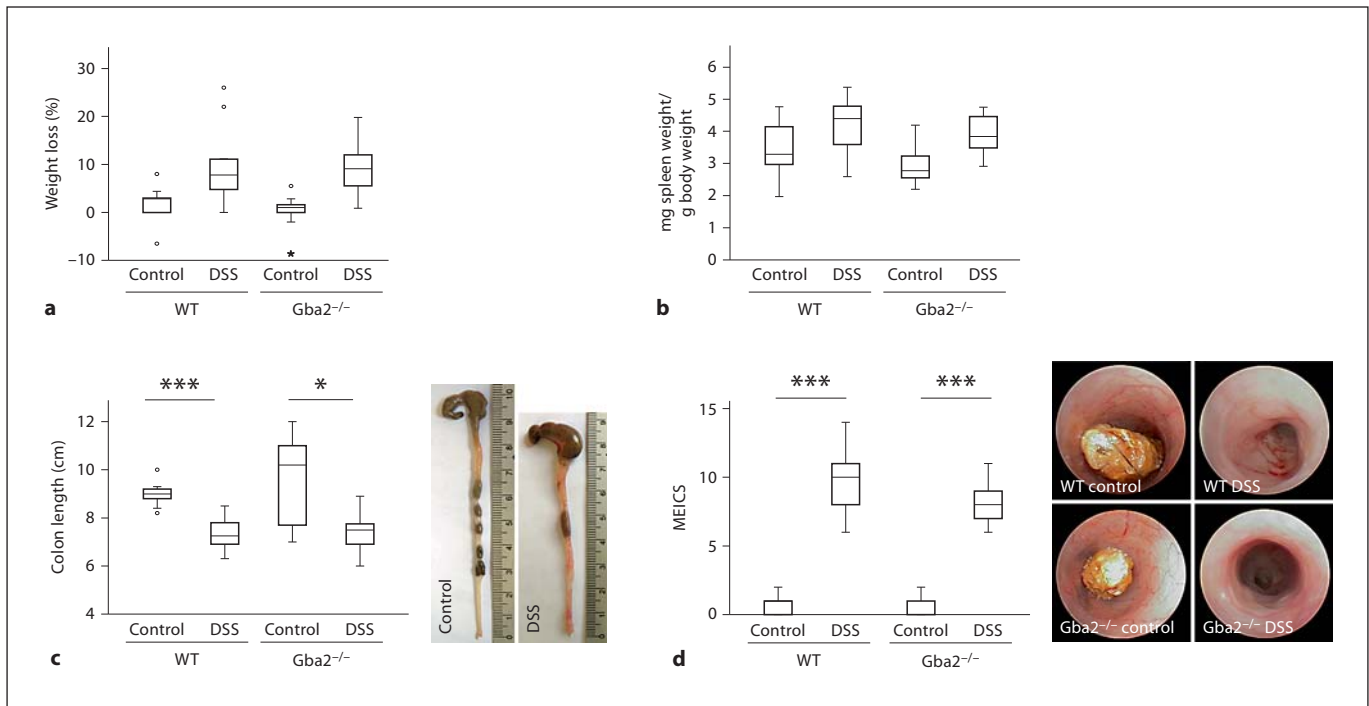 30
20
10
0
–10
Weight loss (%)
Control DSS Control DSS
WT Gba2⁻/⁻
*
a
6
5
4
3
2
1
0
mg spleen weight/
g body weight
Control DSS Control DSS
WT Gba2⁻/⁻
b
*** *
12
10
8
6
4
Colon length (cm)
Control DSS Control DSS
WT Gba2⁻/⁻
Control
DSS
c
*** ***
15
10
5
0
MEICS
Control DSS Control DSS
WT Gba2⁻/⁻
WT control WT DSS
Gba2⁻/⁻ control Gba2⁻/⁻ DSS
d